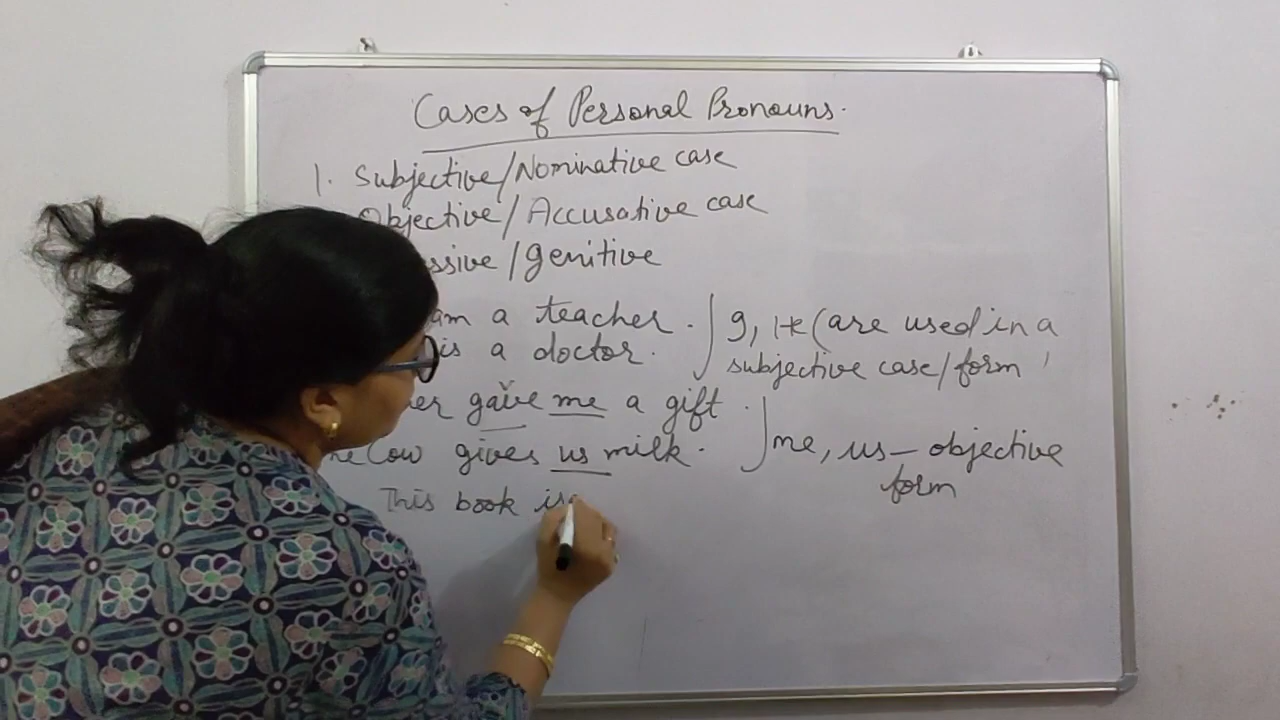 Cases of Personal Pronouns.
1. Subjective/Nominative case
Objective/Accusative case
ssive/genitive
am a teacher. I, He (are used in a
is a doctor. subjective case/form
her gave me a gift.
he Cow gives us milk. me, us - objective
form
This book is